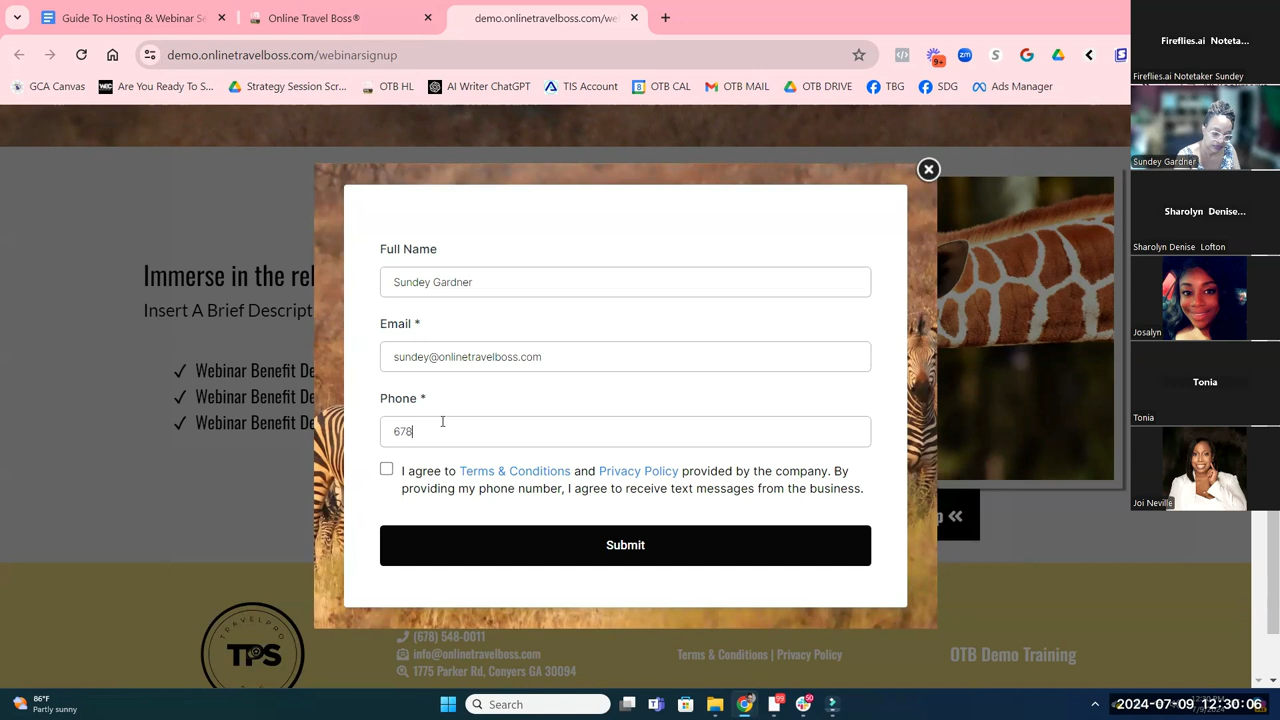 Guide To Hosting & Webinar Se
Online Travel Boss®
demo.onlinetravelboss.com/we
demo.onlinetravelboss.com/webinarsignup
9+
zm
S
GCA Canvas
Are You Ready To S...
Strategy Session Scr...
OTB HL
AI Writer ChatGPT
TIS Account
8
OTB CAL
OTB MAIL
OTB DRIVE
TBG
SDG
Ads Manager
Fireflies.ai Noteta...
Fireflies.ai Notetaker Sundey
Sundey Gardner
Sharolyn Denise...
Sharolyn Denise Lofton
Josalyn
Tonia
Tonia
Joi Neville
Immerse in the rel
Insert A Brief Descript
✓ Webinar Benefit De
✓ Webinar Benefit De
✓ Webinar Benefit De
Full Name
Sundey Gardner
Email *
sundey@onlinetravelboss.com
Phone *
678
I agree to Terms & Conditions and Privacy Policy provided by the company. By
providing my phone number, I agree to receive text messages from the business.
Submit
TRAVELPRO
TPS
(678) 548-0011
info@onlinetravelboss.com
1775 Parker Rd, Conyers GA 30094
Terms & Conditions | Privacy Policy
OTB Demo Training
86°F
Partly sunny
Search
2024-07-09 12:30:06